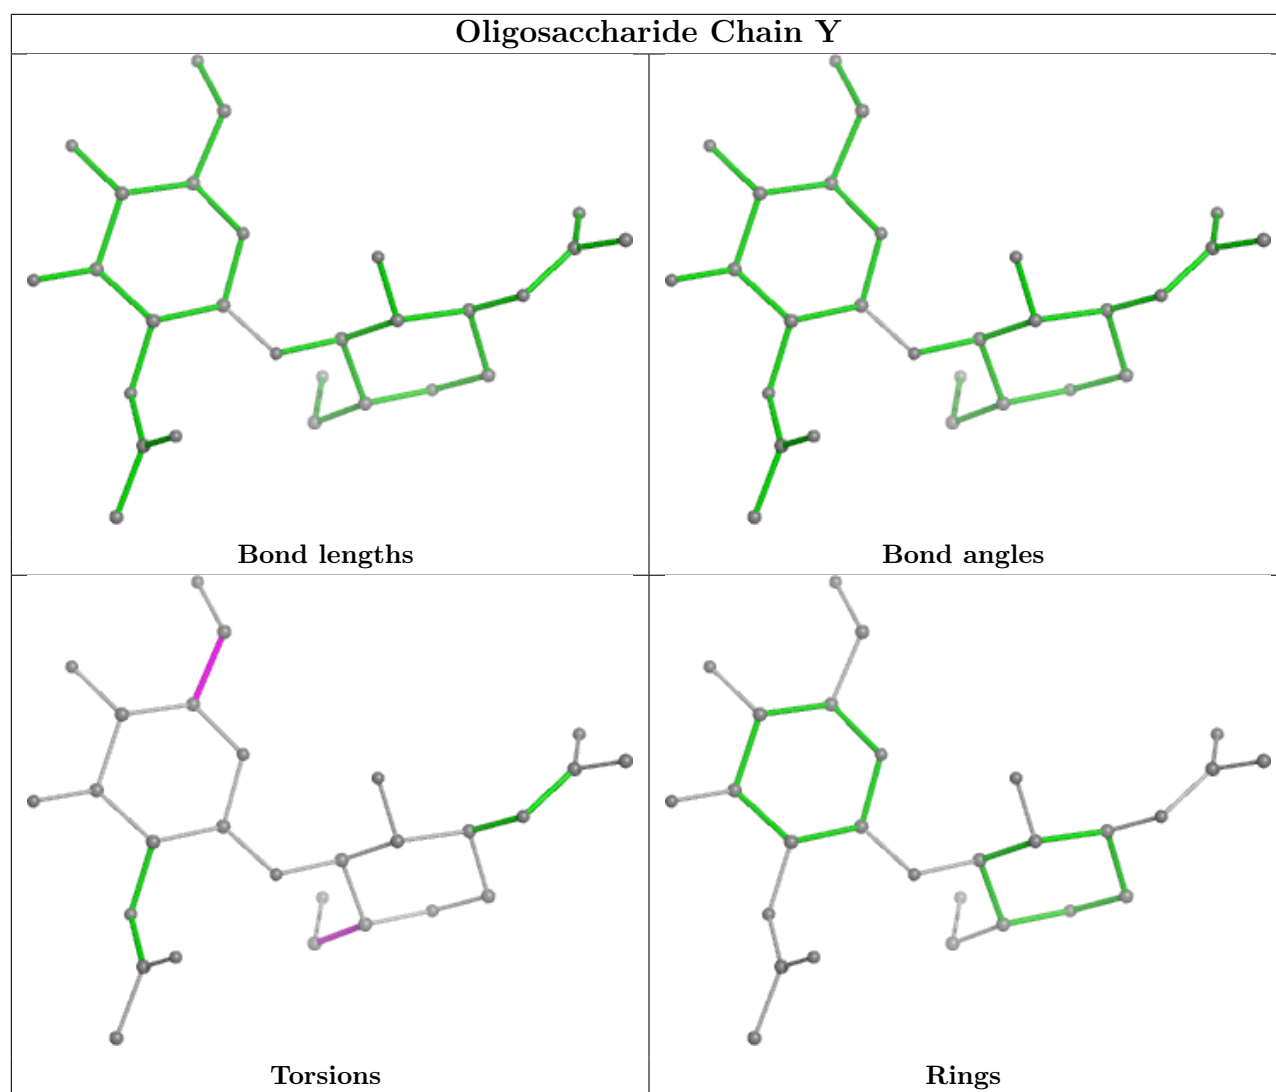 Oligosaccharide Chain Y
Bond lengths
Bond angles
Torsions
Rings